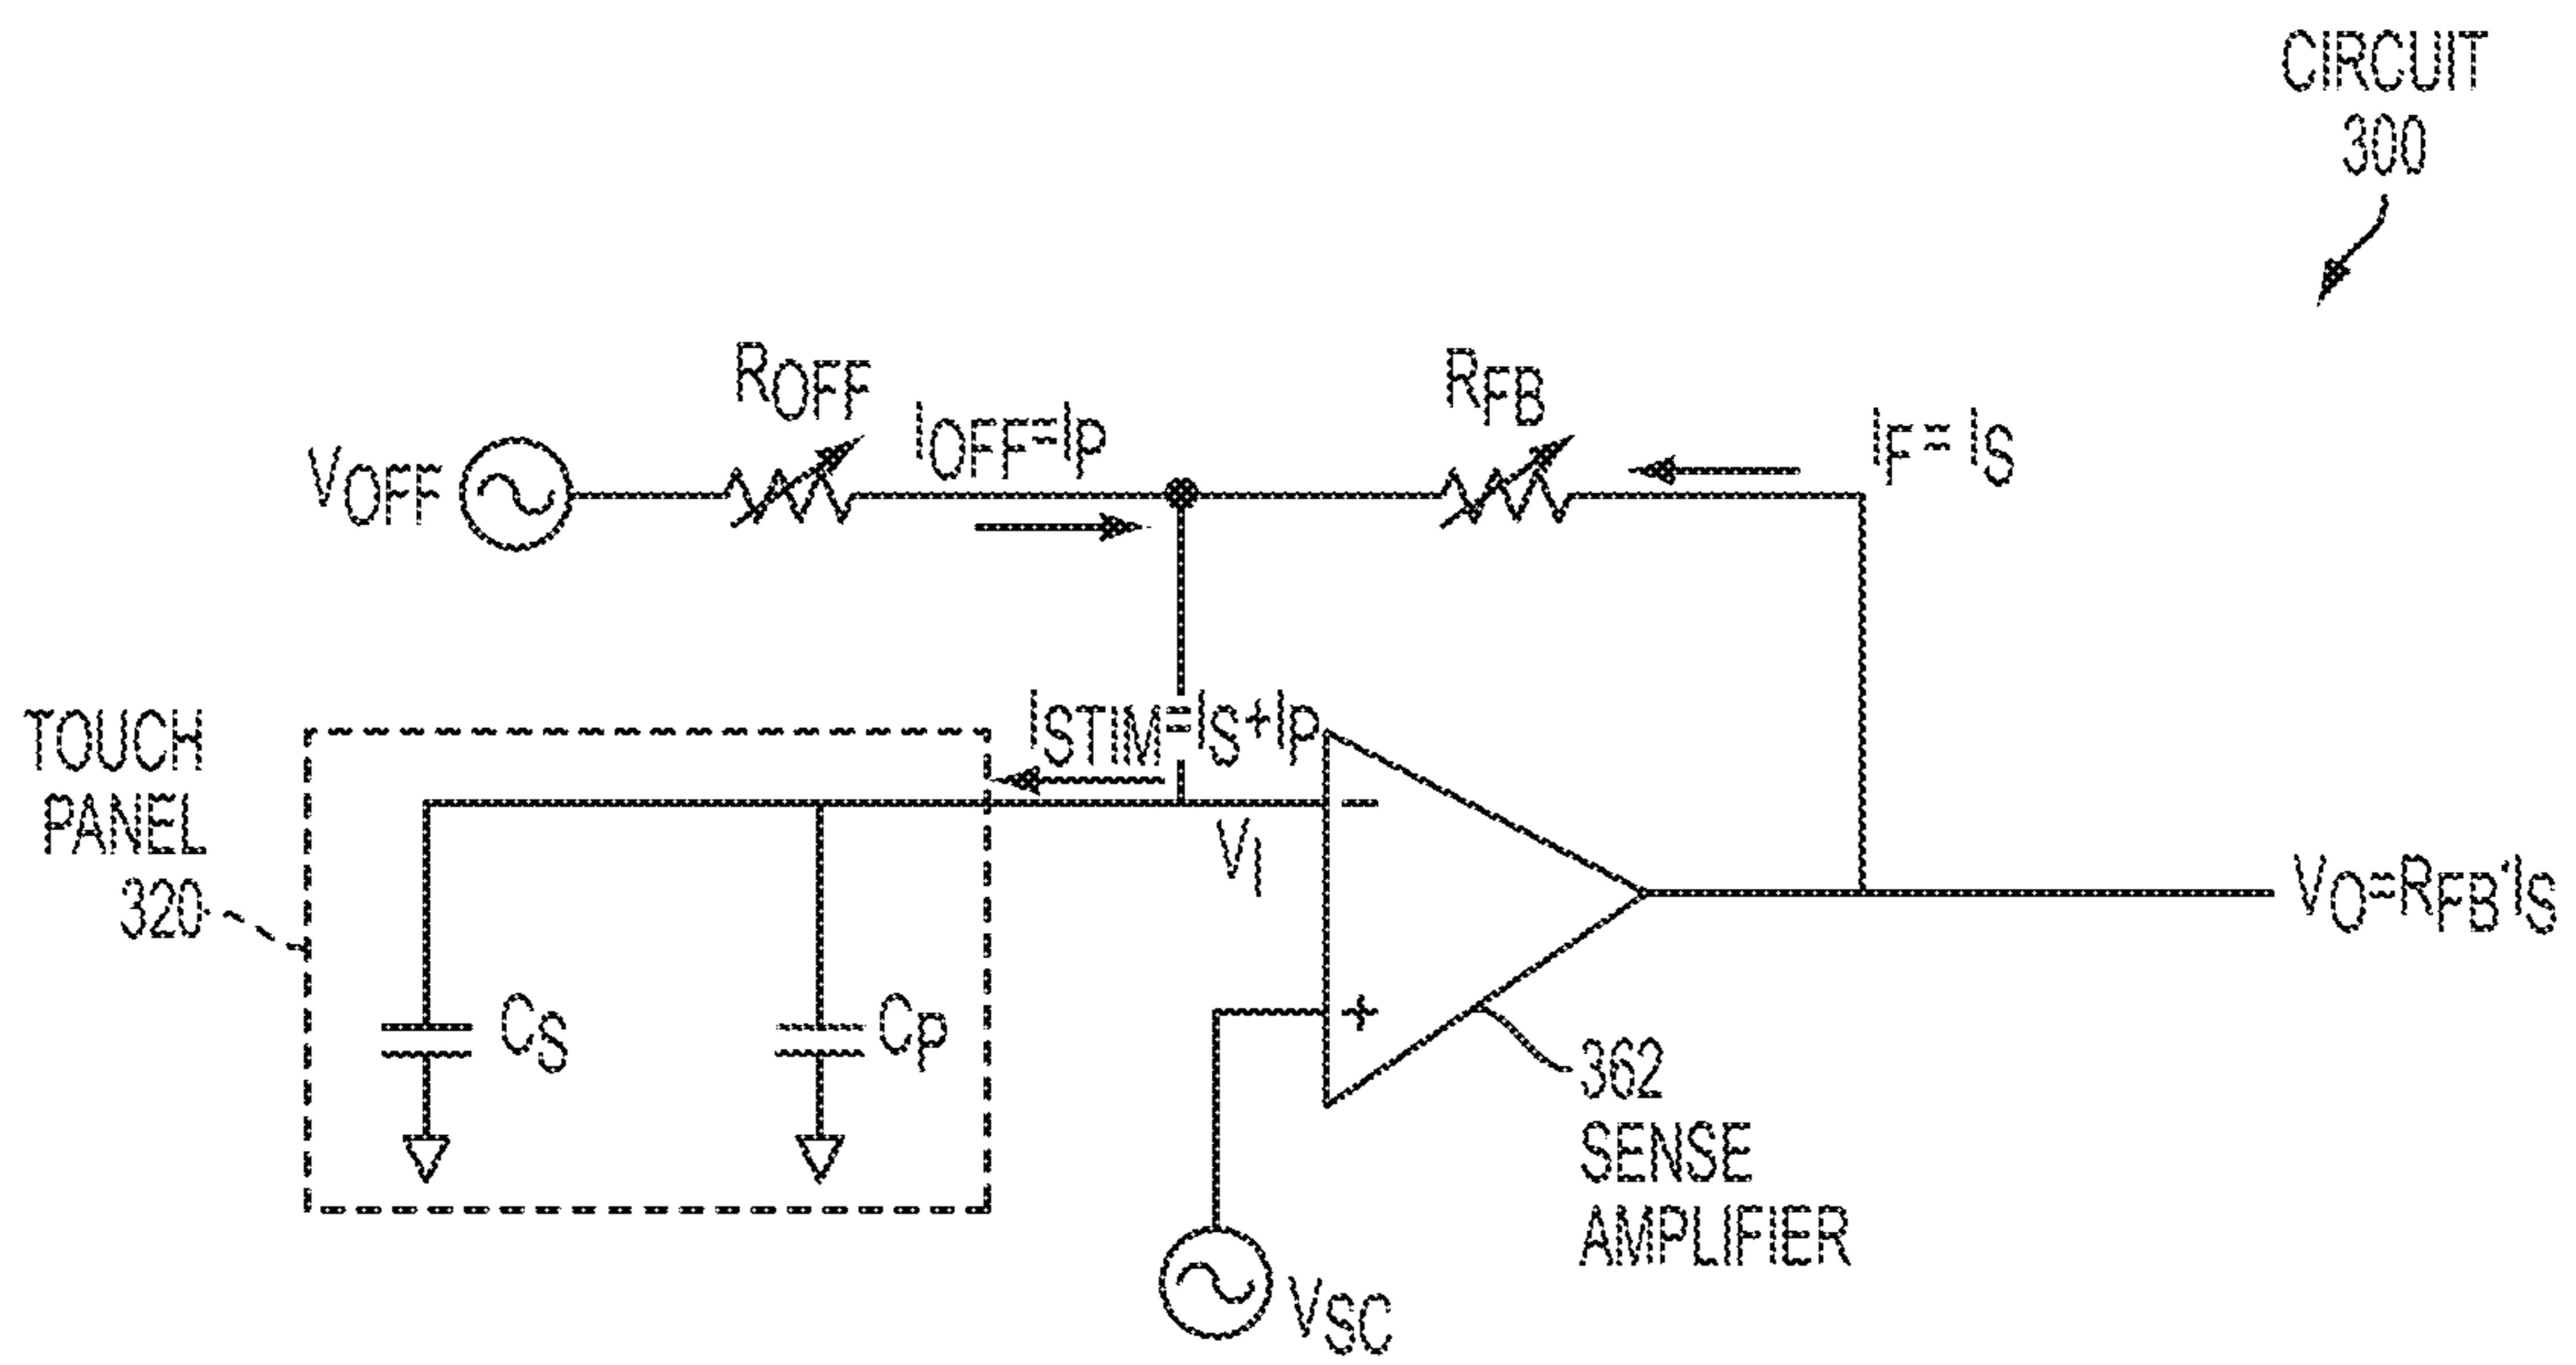 CIRCUIT
300
ROFF
IOFF=IP
RFB
IF= IS
VOFF
TOUCH
PANEL
320
ISTIM=IS+IP
VI
−
+
CS
CP
VO=RFB·IS
362
SENSE
AMPLIFIER
VSC